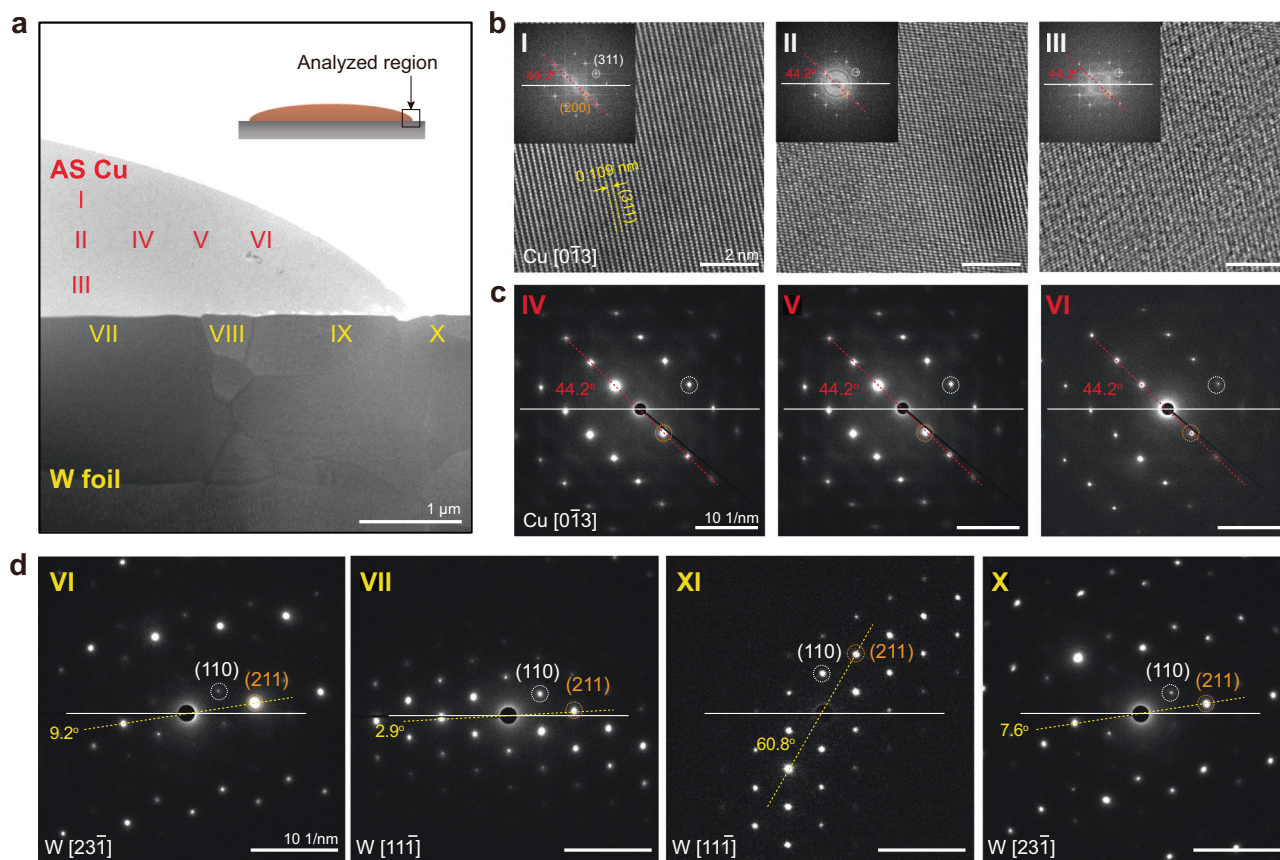 a
Analyzed region
AS Cu
I
II IV V VI
III
VII VIII IX X
W foil
1 μm
b
I
44.2°
(311)
(200)
0.109 nm
(311)
Cu [01̄3]
2 nm
II
44.2°
III
44.2°
c
IV
44.2°
Cu [01̄3]
10 1/nm
V
44.2°
VI
44.2°
d
VI
(110)
(211)
9.2°
W [231̄]
10 1/nm
VII
(110)
(211)
2.9°
W [111̄]
XI
(110)
(211)
60.8°
W [111̄]
X
(110)
(211)
7.6°
W [231̄]